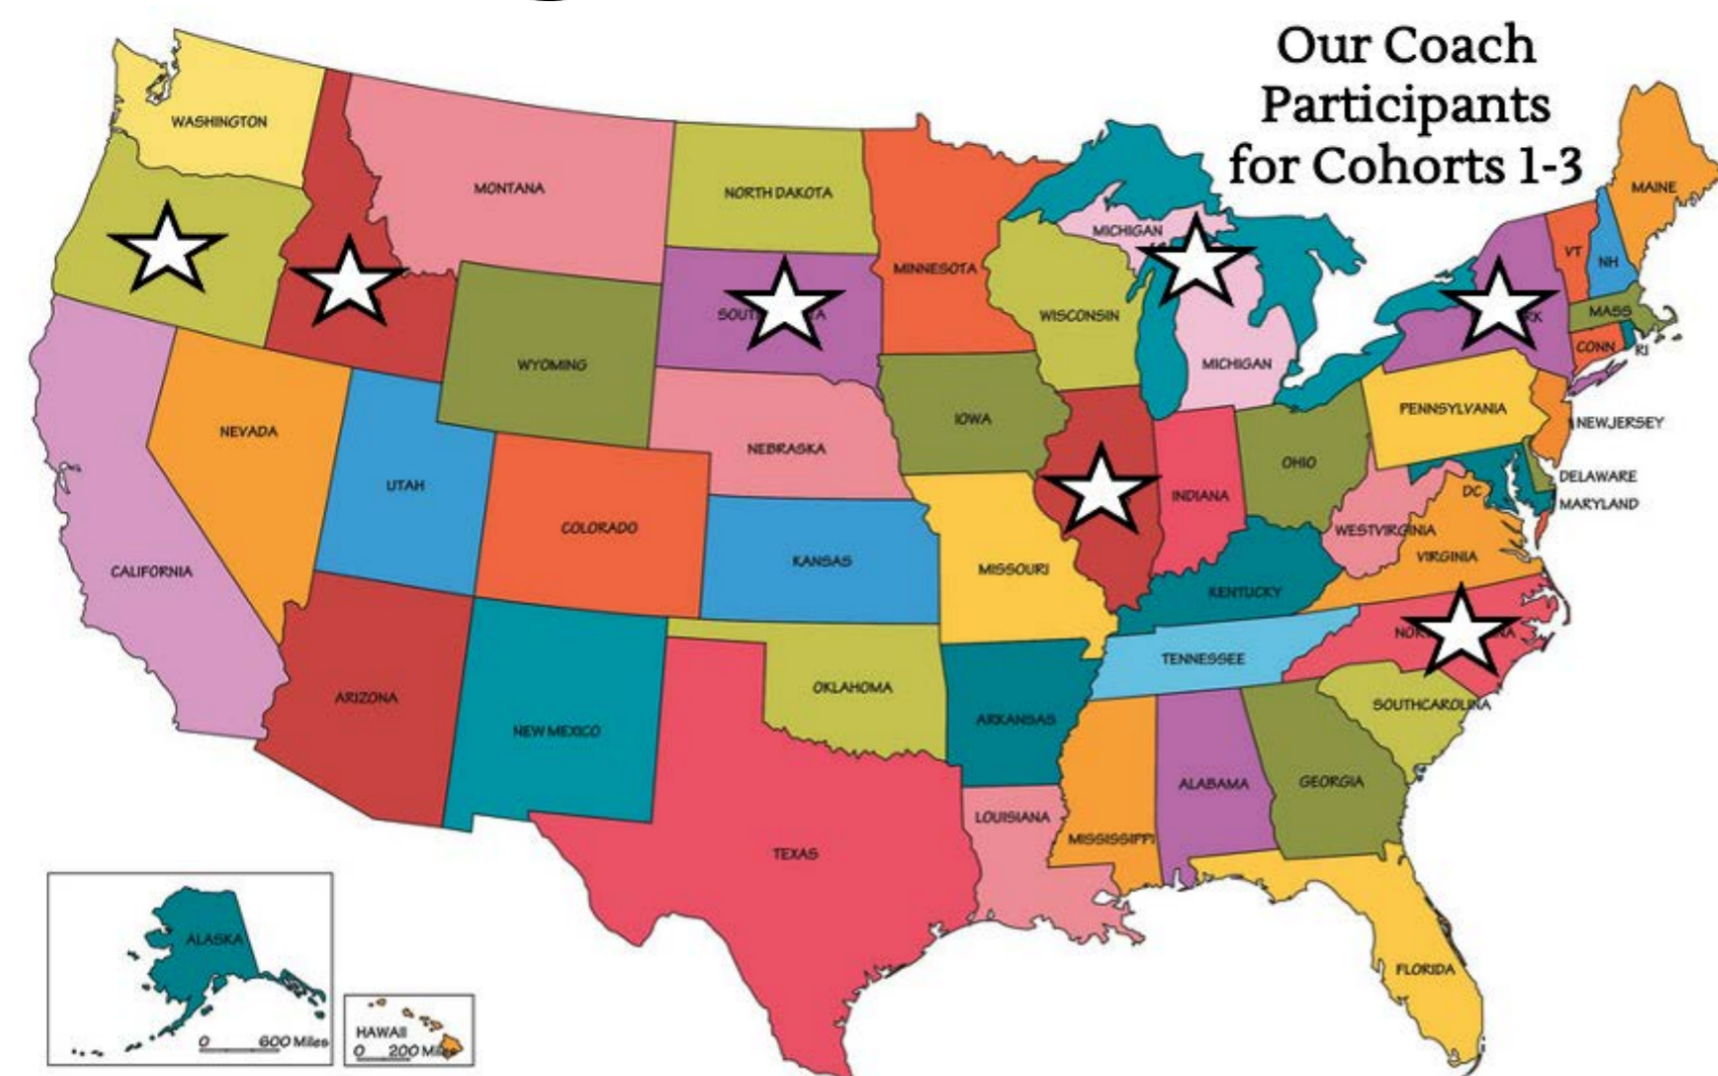 Our Coach
Participants
for Cohorts 1-3
WASHINGTON
MONTANA
NORTH DAKOTA
MINNESOTA
MICHIGAN
MAINE
VT
NH
WISCONSIN
MASS
CONN
RI
WYOMING
MICHIGAN
IOWA
PENNSYLVANIA
NEW JERSEY
NEVADA
NEBRASKA
OHIO
UTAH
INDIANA
DC
DELAWARE
MARYLAND
COLORADO
WESTVIRGINIA
CALIFORNIA
KANSAS
MISSOURI
VIRGINIA
KENTUCKY
TENNESSEE
ARIZONA
OKLAHOMA
SOUTHCAROLINA
NEW MEXICO
ARKANSAS
ALABAMA
GEORGIA
LOUISIANA
MISSISSIPPI
TEXAS
FLORIDA
ALASKA
0 600 Miles
HAWAII
0 200 Miles